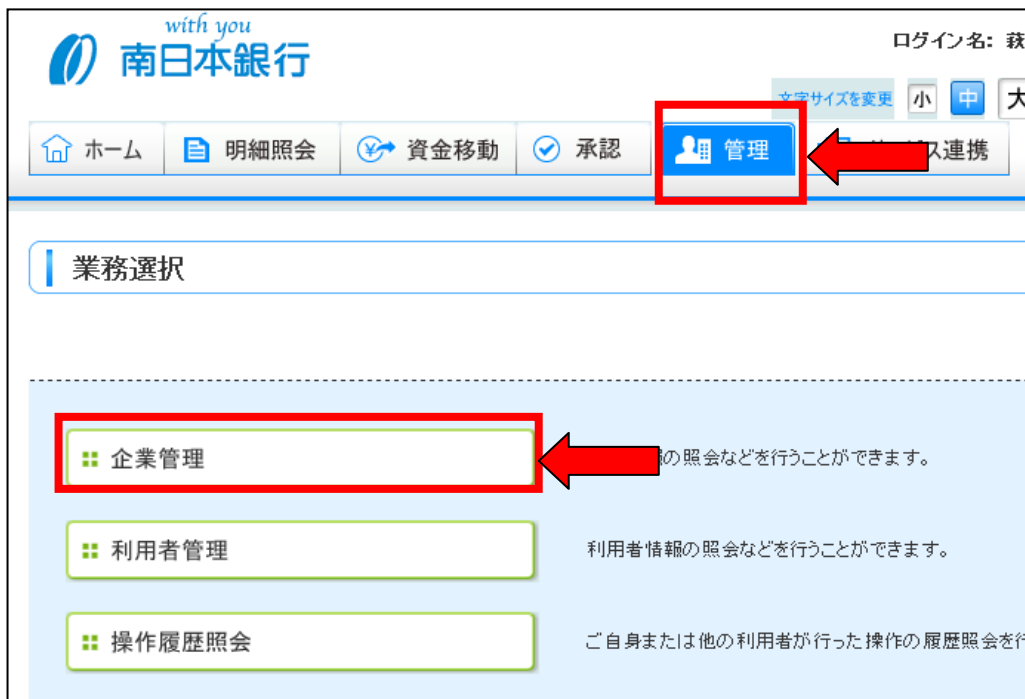 with you
南日本銀行
ログイン名:
文字サイズを変更 小 中 大
ホーム 明細照会 資金移動 承認 管理 ス連携
業務選択
企業管理 の照会などを行うことができます。
利用者管理 利用者情報の照会などを行うことができます。
操作履歴照会 ご自身または他の利用者が行った操作の履歴照会を